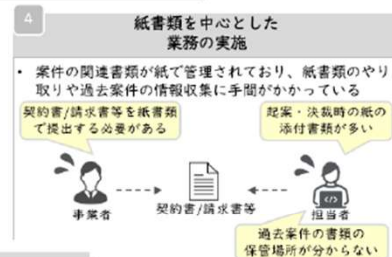 4
紙書類を中心とした
業務の実施
• 案件の関連書類が紙で管理されており、紙書類のやり
取りや過去案件の情報収集に手間がかかっている
契約書/請求書等を紙書類
で提出する必要がある
起案・決裁時の紙の
添付書類が多い
</>
事業者
契約書/請求書等
担当者
過去案件の書類の
保管場所が分からない